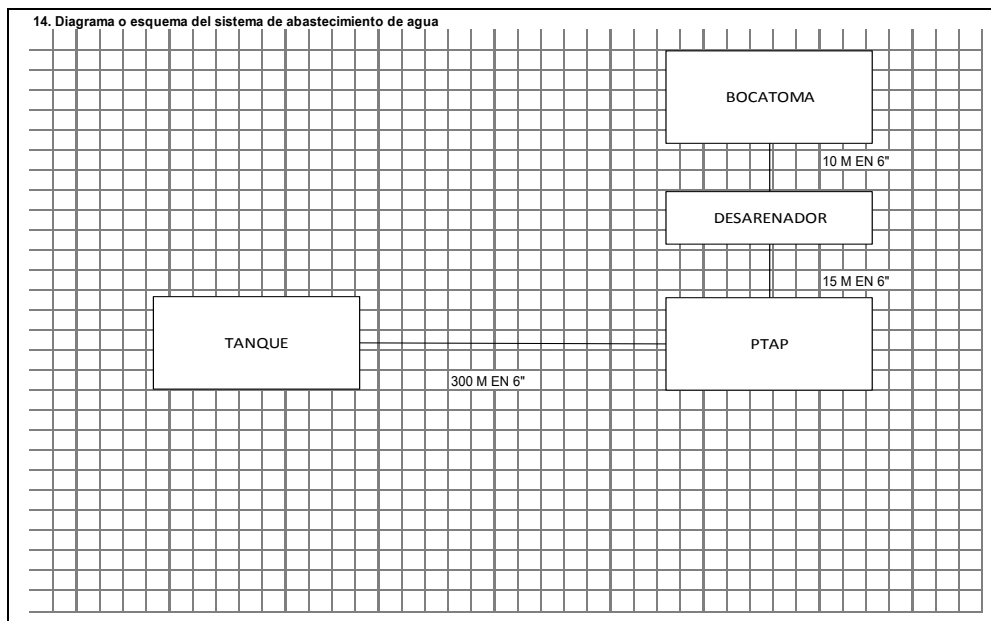 14. Diagrama o esquema del sistema de abastecimiento de agua
BOCATOMA
10 M EN 6"
DESARENADOR
15 M EN 6"
TANQUE
PTAP
300 M EN 6"